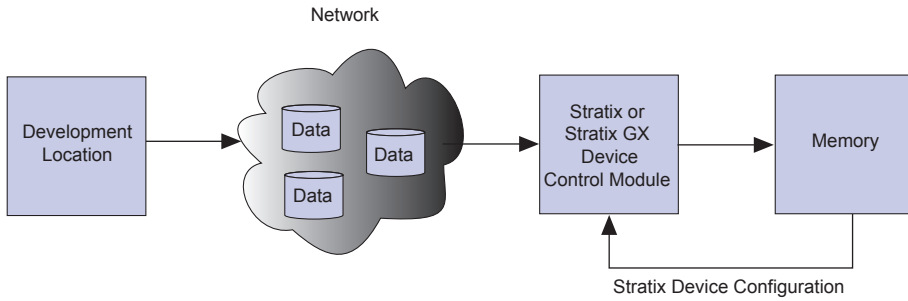 Network
Development
Location
Data
Data
Data
Stratix or
Stratix GX
Device
Control Module
Memory
Stratix Device Configuration